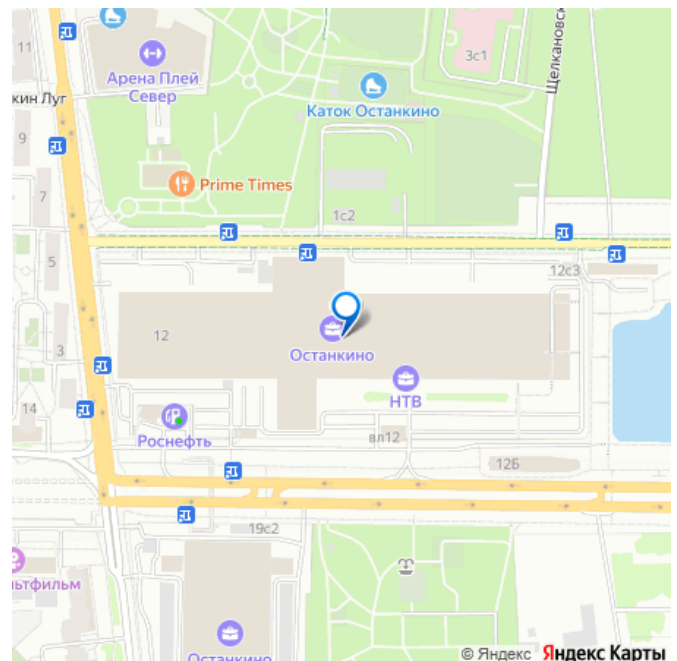 11
Арена Плей
Север
3с1
Щелкановск
кин Луг
Каток Останкино
9
Prime Times
7
1с2
5
12с3
12
Останкино
3
НТВ
14
Роснефть
вл12
12Б
19с2
льтфильм
Останкино
© Яндекс Яндекс Карты